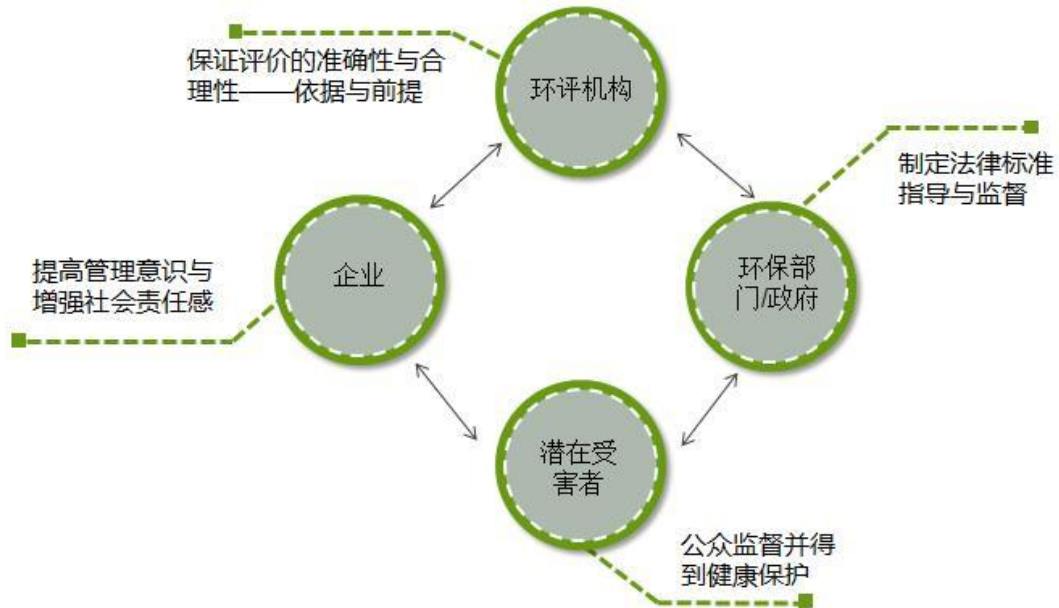 保证评价的准确性与合
理性——依据与前提
环评机构
制定法律标准
指导与监督
提高管理意识与
增强社会责任感
企业
环保部
门/政府
潜在受
害者
公众监督并得
到健康保护